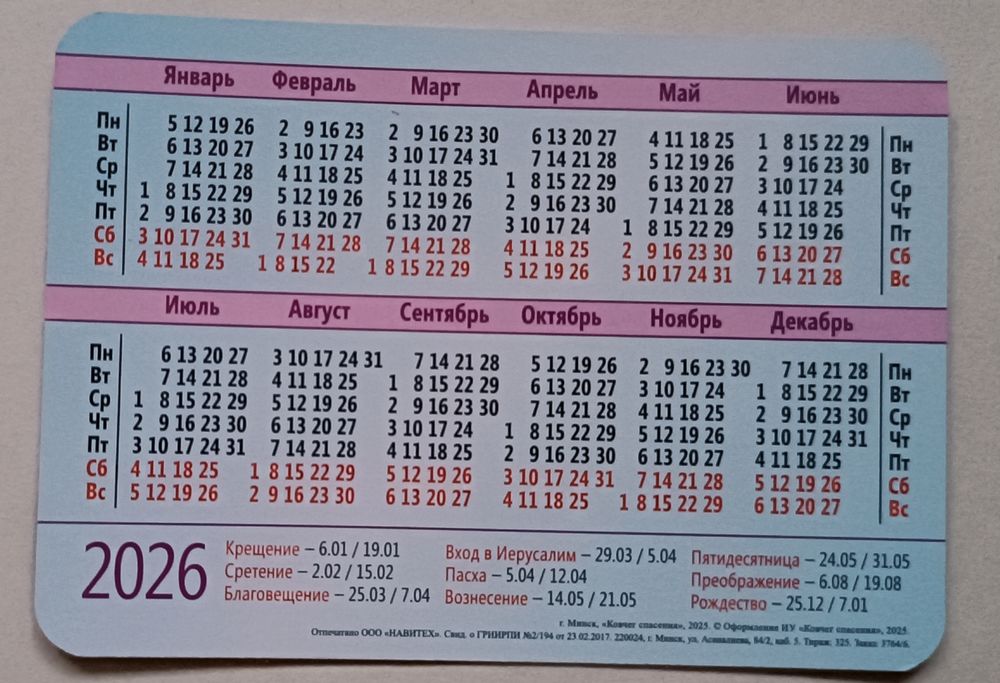 Январь Февраль Март Апрель Май Июнь
Пн 5 12 19 26 2 9 16 23 2 9 16 23 30 6 13 20 27 4 11 18 25 1 8 15 22 29 Пн
Вт 6 13 20 27 3 10 17 24 3 10 17 24 31 7 14 21 28 5 12 19 26 2 9 16 23 30 Вт
Ср 7 14 21 28 4 11 18 25 4 11 18 25 1 8 15 22 29 6 13 20 27 3 10 17 24 Ср
Чт 1 8 15 22 29 5 12 19 26 5 12 19 26 2 9 16 23 30 7 14 21 28 4 11 18 25 Чт
Пт 2 9 16 23 30 6 13 20 27 6 13 20 27 3 10 17 24 1 8 15 22 29 5 12 19 26 Пт
Сб 3 10 17 24 31 7 14 21 28 7 14 21 28 4 11 18 25 2 9 16 23 30 6 13 20 27 Сб
Вс 4 11 18 25 1 8 15 22 1 8 15 22 29 5 12 19 26 3 10 17 24 31 7 14 21 28 Вс
Июль Август Сентябрь Октябрь Ноябрь Декабрь
Пн 6 13 20 27 3 10 17 24 31 7 14 21 28 5 12 19 26 2 9 16 23 30 7 14 21 28 Пн
Вт 7 14 21 28 4 11 18 25 1 8 15 22 29 6 13 20 27 3 10 17 24 1 8 15 22 29 Вт
Ср 1 8 15 22 29 5 12 19 26 2 9 16 23 30 7 14 21 28 4 11 18 25 2 9 16 23 30 Ср
Чт 2 9 16 23 30 6 13 20 27 3 10 17 24 1 8 15 22 29 5 12 19 26 3 10 17 24 31 Чт
Пт 3 10 17 24 31 7 14 21 28 4 11 18 25 2 9 16 23 30 6 13 20 27 4 11 18 25 Пт
Сб 4 11 18 25 1 8 15 22 29 5 12 19 26 3 10 17 24 31 7 14 21 28 5 12 19 26 Сб
Вс 5 12 19 26 2 9 16 23 30 6 13 20 27 4 11 18 25 1 8 15 22 29 6 13 20 27 Вс
2026
Крещение – 6.01 / 19.01
Сретение – 2.02 / 15.02
Благовещение – 25.03 / 7.04
Вход в Иерусалим – 29.03 / 5.04
Пасха – 5.04 / 12.04
Вознесение – 14.05 / 21.05
Пятидесятница – 24.05 / 31.05
Преображение – 6.08 / 19.08
Рождество – 25.12 / 7.01
г. Минск, «Ковчег спасения», 2025. © Оформление ИУ «Ковчег спасения», 2025.
Отпечатано ООО «НАВИТЕХ». Свид. о ГРИИРПИ №2/194 от 23.02.2017. 220024, г. Минск, ул. 84/2, каб. 5. Тираж: 325. Заказ: 3764/6.